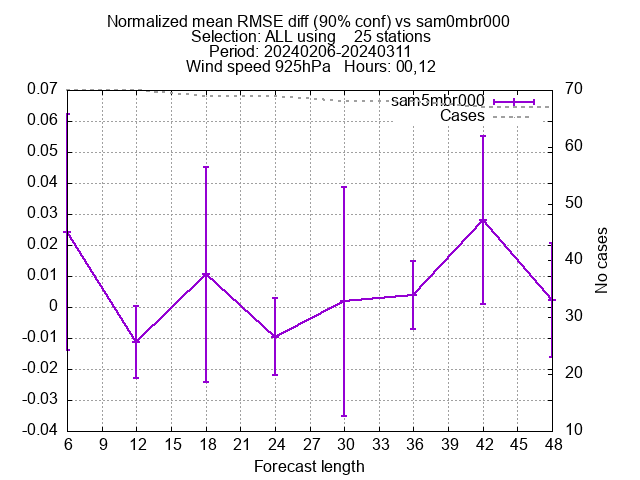 Normalized mean RMSE diff (90% conf) vs sam0mbr000
Selection: ALL using    25 stations
Period: 20240206-20240311
Wind speed 925hPa   Hours: 00,12
0.07
0.06
0.05
0.04
0.03
0.02
0.01
0
-0.01
-0.02
-0.03
-0.04
sam5mbr000
Cases
70
60
50
40
30
20
10
No cases
6 9 12 15 18 21 24 27 30 33 36 39 42 45 48
Forecast length